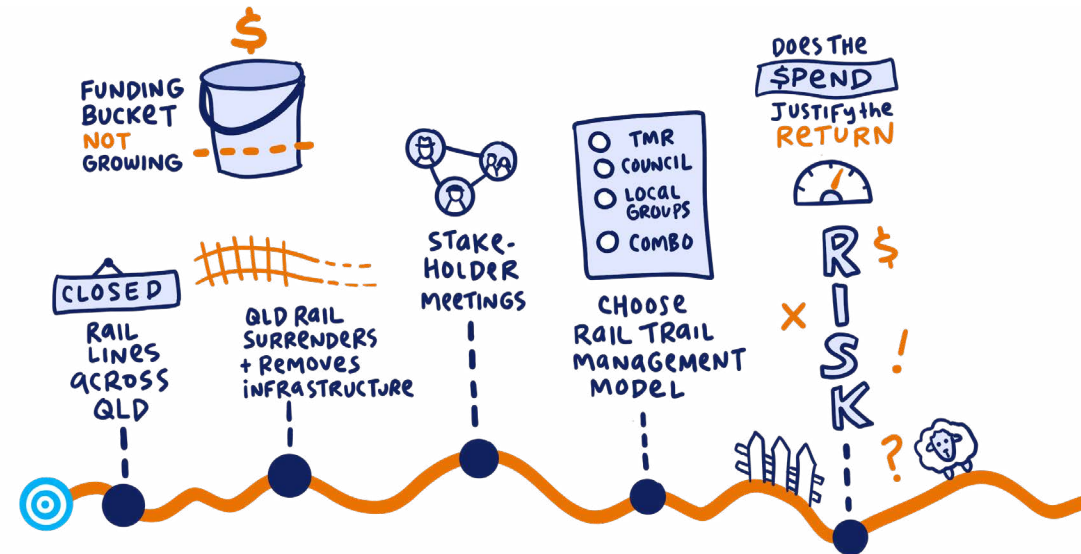 $
FUNDING
BUCKET
NOT
GROWING
CLOSED
RAIL
LINES
ACROSS
QLD
QLD RAIL
SURRENDERS
+ REMOVES
INFRASTRUCTURE
STAKE-
HOLDER
MEETINGS
TMR
COUNCIL
LOCAL
GROUPS
COMBO
CHOOSE
RAIL TRAIL
MANAGEMENT
MODEL
DOES THE
$PEND
JUSTIFY the
RETURN
RISK
$
x
!
?